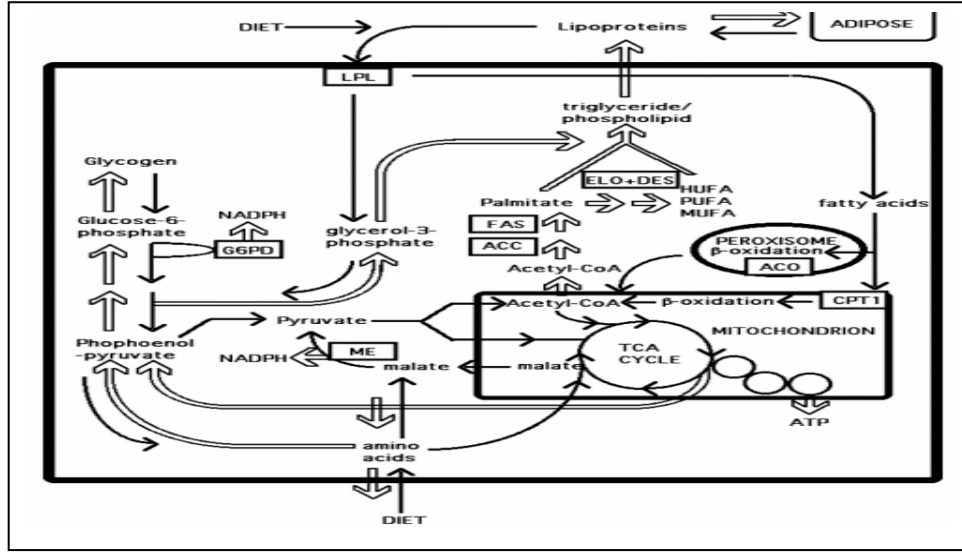 DIET
Lipoproteins
ADIPOSE
LPL
triglyceride/
phospholipid
Glycogen
ELO+DES
HUFA
PUFA
MUFA
Palmitate
fatty acids
Glucose-6-
phosphate
NADPH
G6PD
glycerol-3-
phosphate
FAS
ACC
PEROXISOME
β-oxidation
ACO
Acetyl-CoA
Acetyl-CoA
β-oxidation
CPT1
Pyruvate
MITOCHONDRION
Phophoenol
-pyruvate
NADPH
ME
malate
malate
TCA
CYCLE
ATP
amino
acids
DIET